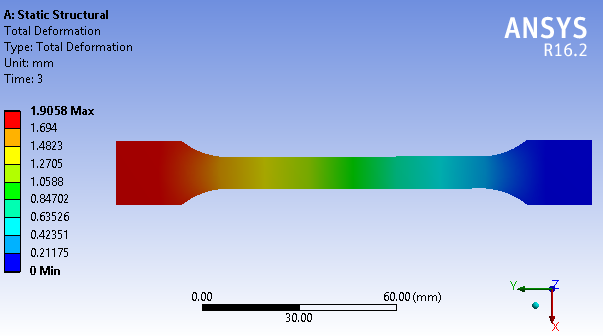 A: Static Structural
Total Deformation
Type: Total Deformation
Unit: mm
Time: 3
ANSYS
R16.2
1.9058 Max
1.694
1.4823
1.2705
1.0588
0.84702
0.63526
0.42351
0.21175
0 Min
0.00
60.00 (mm)
30.00
Y
Z
X